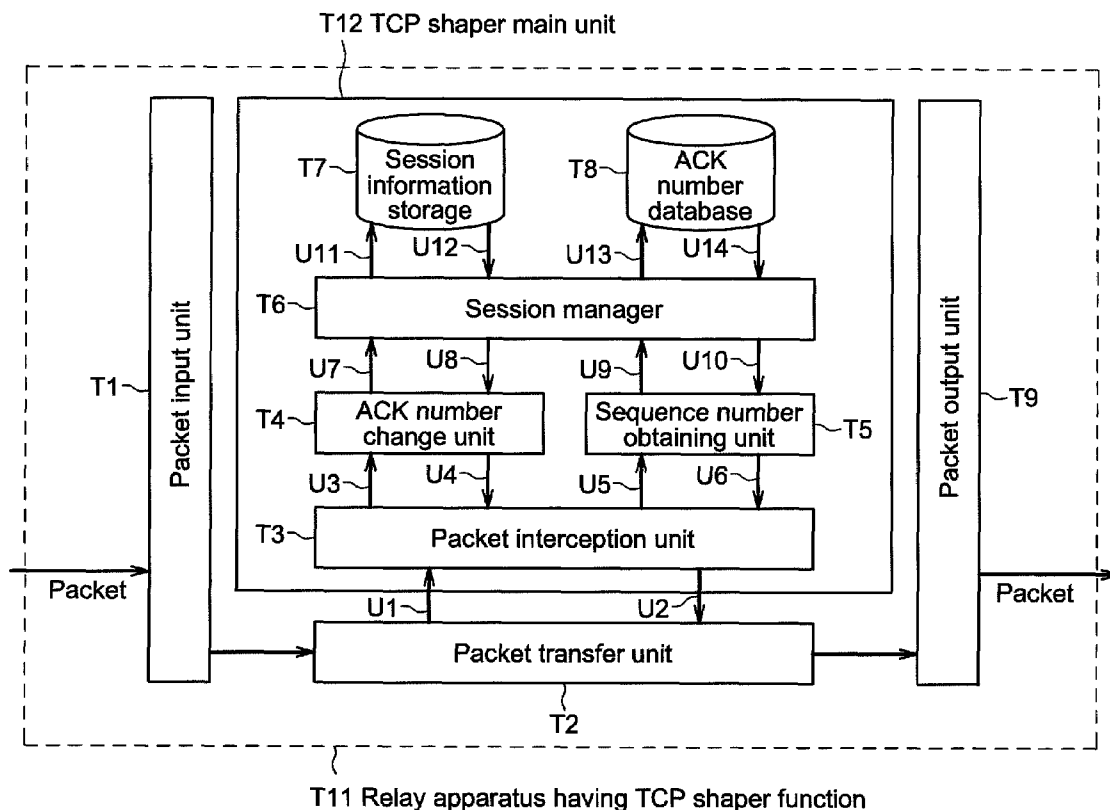 T12 TCP shaper main unit
T7
Session
information
storage
T8
ACK
number
database
U11
U12
U13
U14
T6
Session manager
U7
U8
U9
U10
T1
Packet input unit
T4
ACK number
change unit
Sequence number
obtaining unit
T5
Packet output unit
T9
U3
U4
U5
U6
T3
Packet interception unit
Packet
U1
U2
Packet
Packet transfer unit
T2
T11 Relay apparatus having TCP shaper function